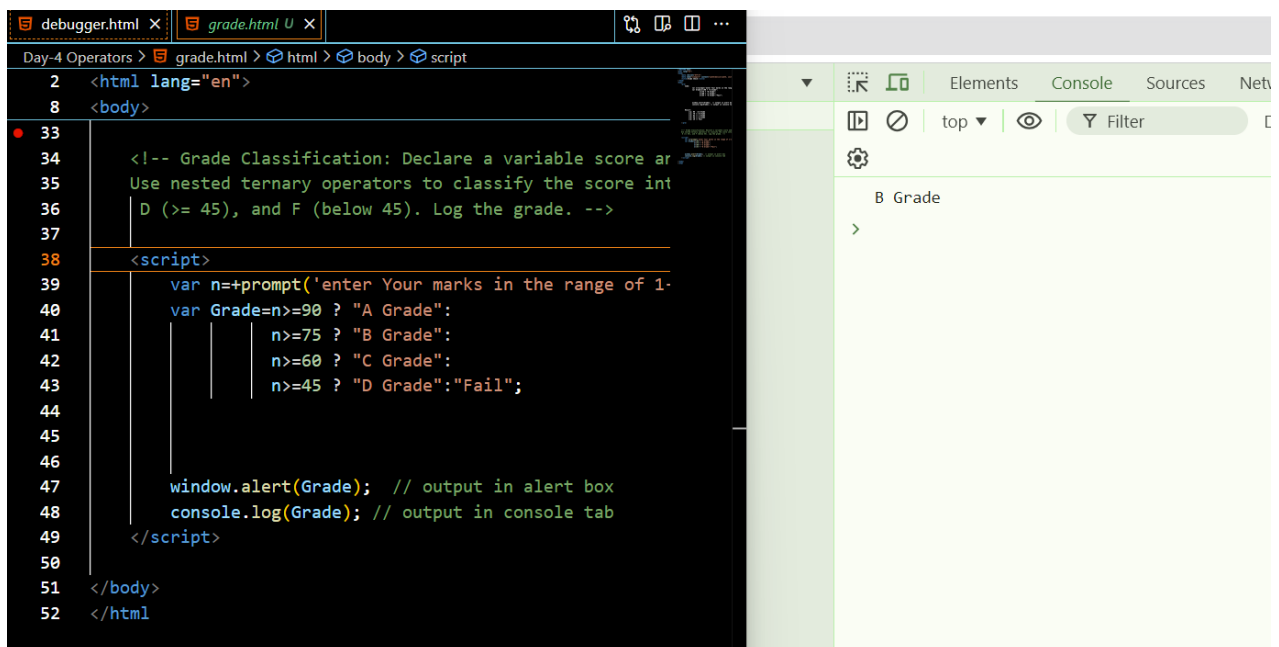 debugger.html
grade.html U
Day-4 Operators > grade.html > html > body > script
2 <html lang="en">
8 <body>
33
34 <!-- Grade Classification: Declare a variable score ar
35 Use nested ternary operators to classify the score int
36 D (>= 45), and F (below 45). Log the grade. -->
37
38 <script>
39 var n=+prompt('enter Your marks in the range of 1-
40 var Grade=n>=90 ? "A Grade":
41 n>=75 ? "B Grade":
42 n>=60 ? "C Grade":
43 n>=45 ? "D Grade":"Fail";
44
45
46
47 window.alert(Grade);  // output in alert box
48 console.log(Grade); // output in console tab
49 </script>
50
51 </body>
52 </html
Elements Console Sources Netw
top Filter D
B Grade
>